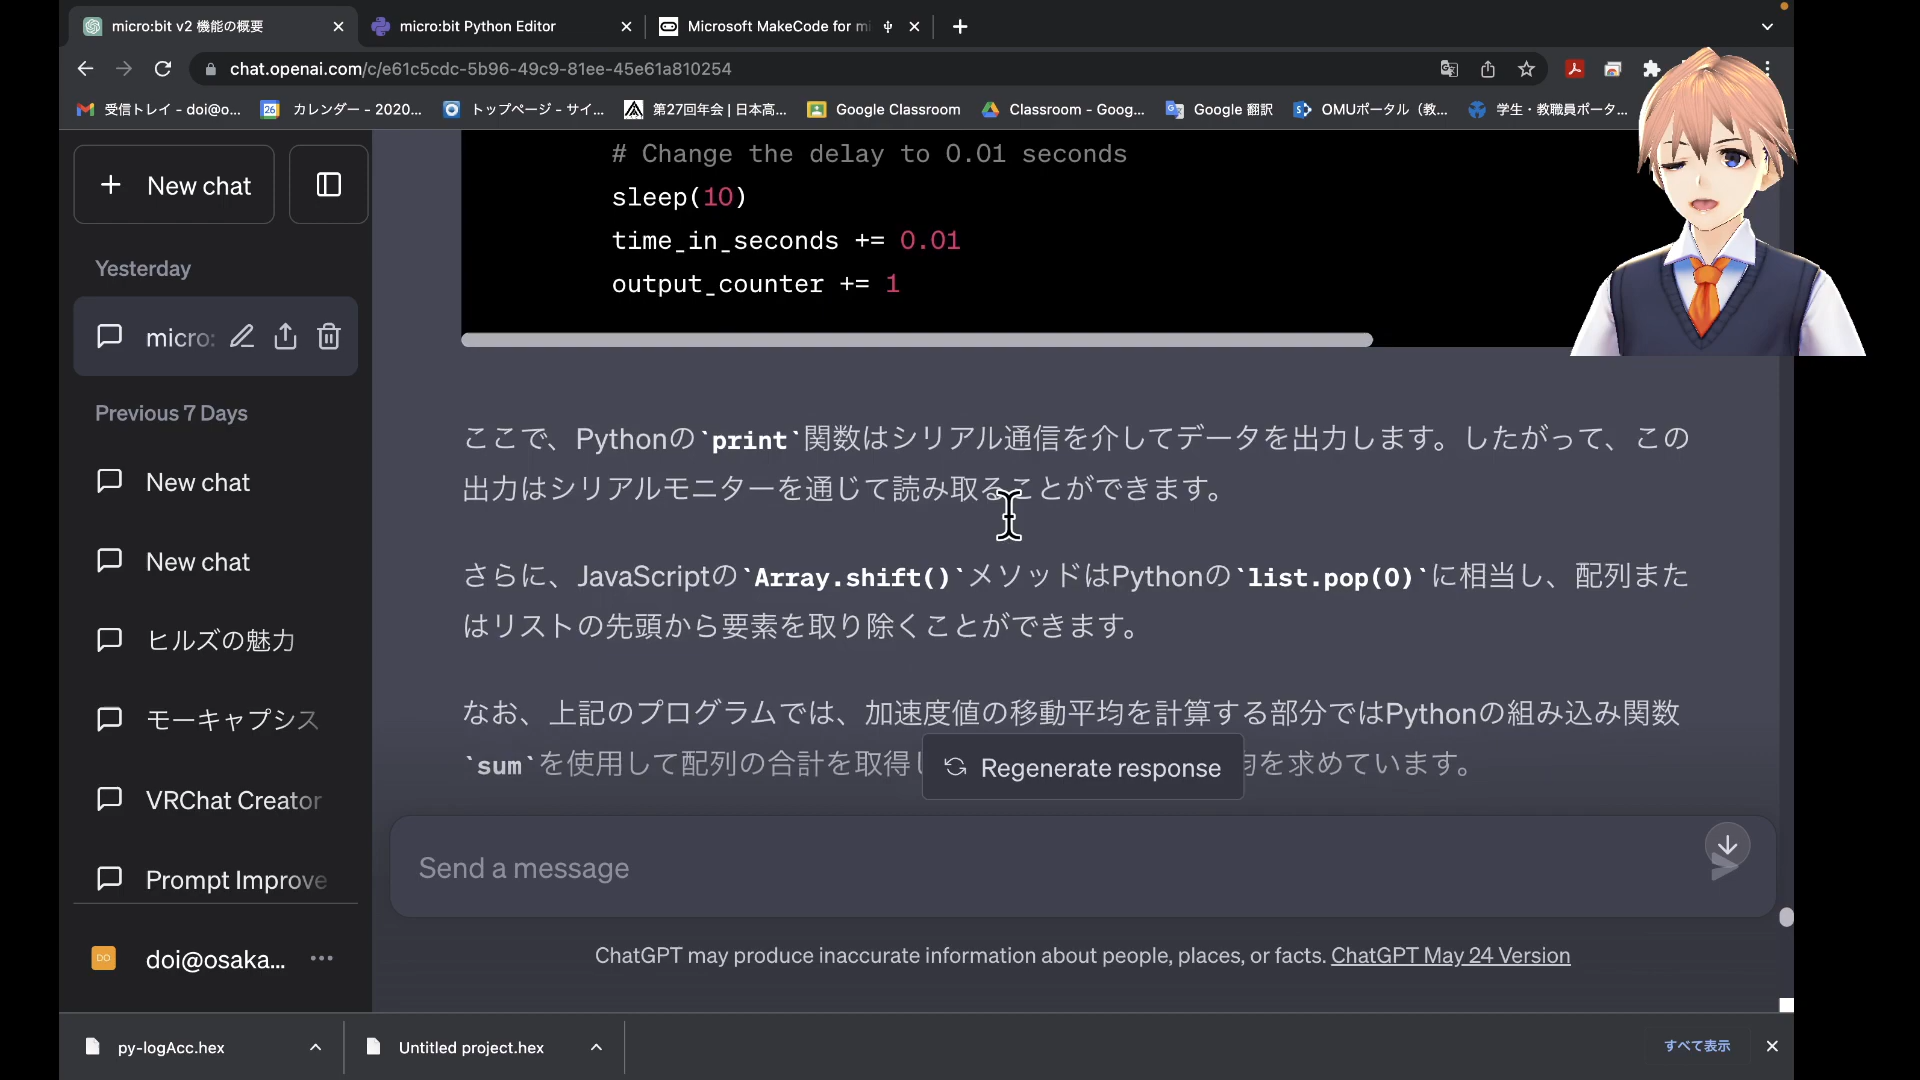 micro:bit v2 機能の概要
micro:bit Python Editor
Microsoft MakeCode for mi
chat.openai.com/c/e61c5cdc-5b96-49c9-81ee-45e61a810254
受信トレイ - doi@o...
26
カレンダー - 2020...
トップページ - サイ...
第27回年会 | 日本高...
Google Classroom
Classroom - Goog...
Google 翻訳
OMUポータル（教...
学生・教職員ポータ...
New chat
Yesterday
micro:
Previous 7 Days
New chat
New chat
ヒルズの魅力
モーキャプシス
VRChat Creator
Prompt Improve
DO
doi@osaka...
# Change the delay to 0.01 seconds
sleep(10)
time_in_seconds += 0.01
output_counter += 1
ここで、Pythonの`print`関数はシリアル通信を介してデータを出力します。したがって、この
出力はシリアルモニターを通じて読み取ることができます。
さらに、JavaScriptの`Array.shift()`メソッドはPythonの`list.pop(0)`に相当し、配列また
はリストの先頭から要素を取り除くことができます。
なお、上記のプログラムでは、加速度値の移動平均を計算する部分ではPythonの組み込み関数
`sum`を使用して配列の合計を取得し
を求めています。
Regenerate response
Send a message
ChatGPT may produce inaccurate information about people, places, or facts. ChatGPT May 24 Version
py-logAcc.hex
Untitled project.hex
すべて表示